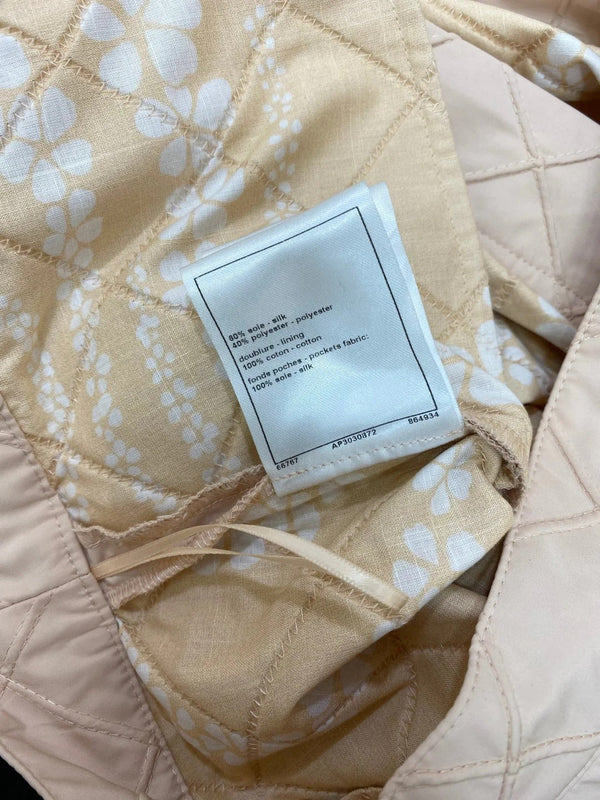 60% soie - silk
40% polyester - polyester
doublure - lining
100% coton - cotton
fonds poches - pockets fabric:
100% soie - silk
66767 AP3030872 864934